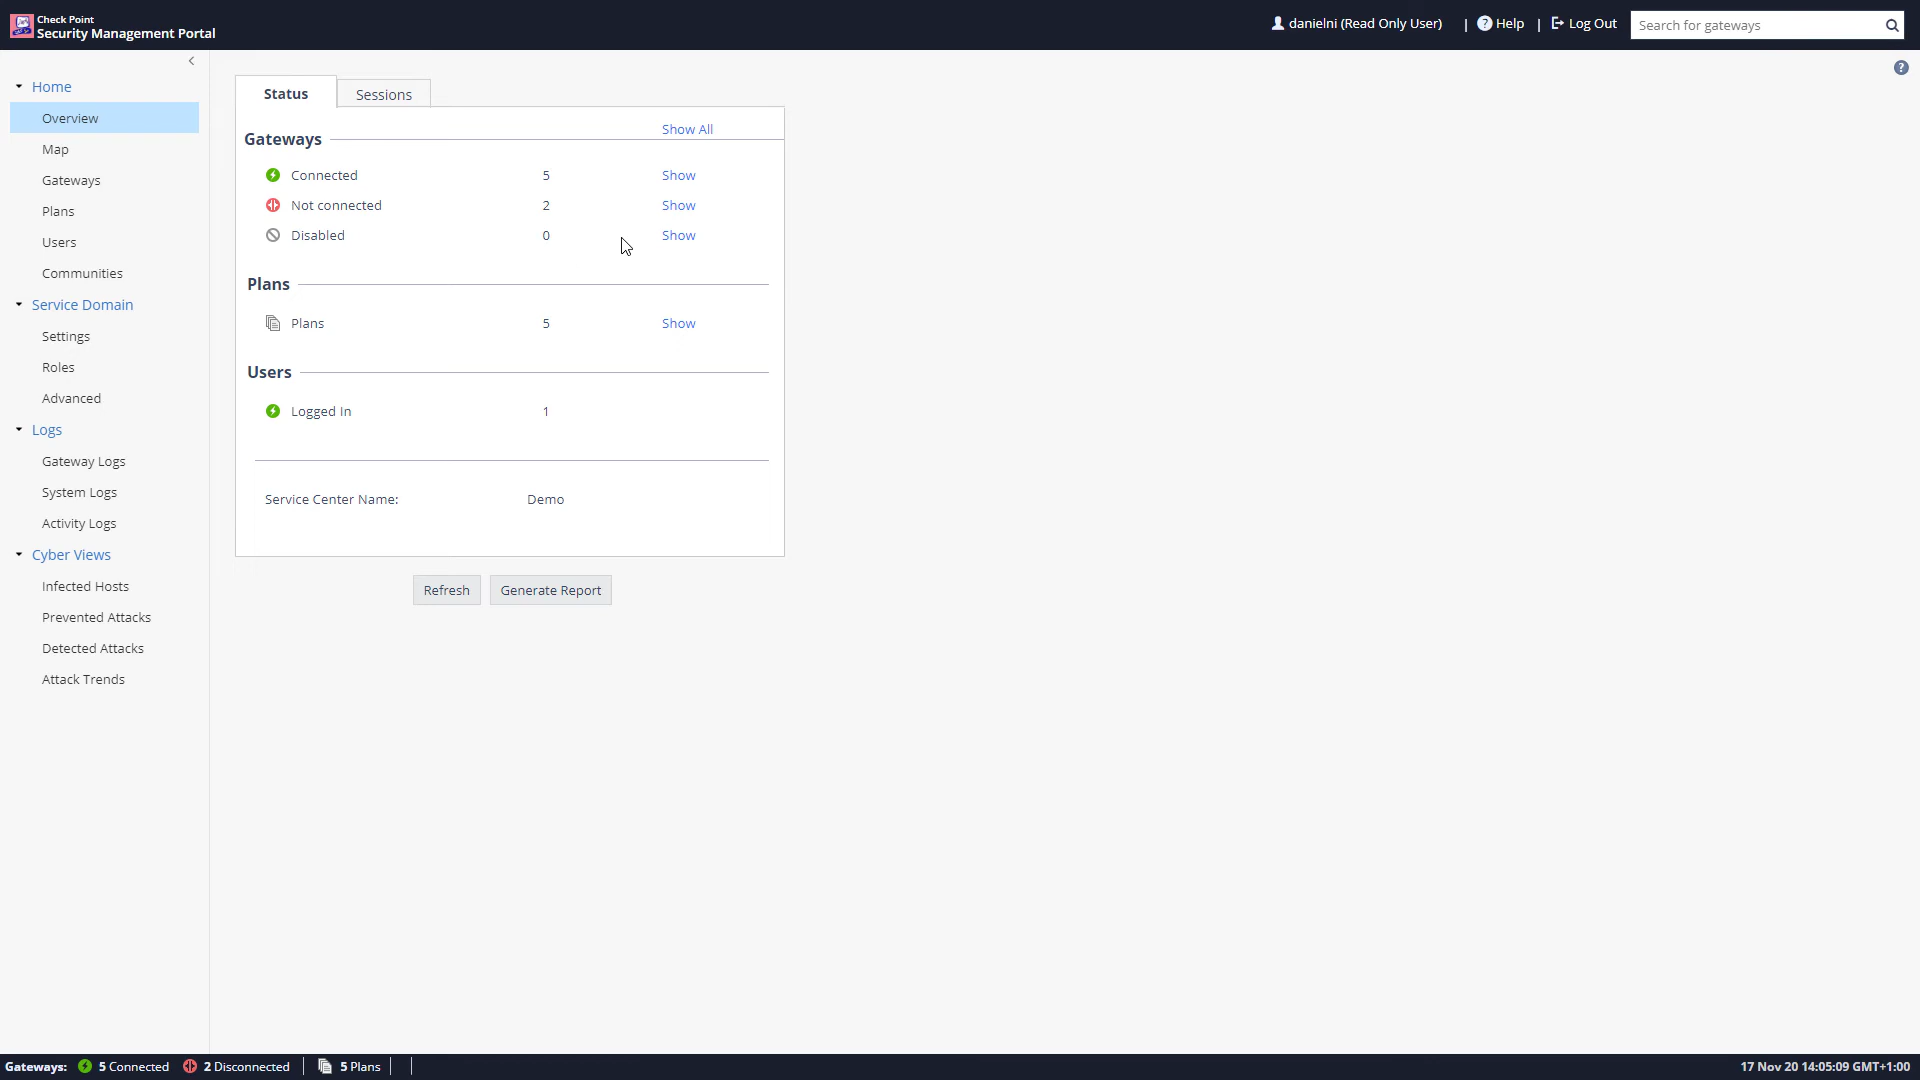 Check Point
Security Management Portal
danielni (Read Only User) | ? Help | Log Out
Search for gateways
Home
Overview
Map
Gateways
Plans
Users
Communities
Service Domain
Settings
Roles
Advanced
Logs
Gateway Logs
System Logs
Activity Logs
Cyber Views
Infected Hosts
Prevented Attacks
Detected Attacks
Attack Trends
?
Status
Sessions
Gateways Show All
Connected 5 Show
Not connected 2 Show
Disabled 0 Show
Plans
Plans 5 Show
Users
Logged In 1
Service Center Name: Demo
Refresh
Generate Report
Gateways: 5 Connected 2 Disconnected 5 Plans
17 Nov 20 14:05:09 GMT+1:00